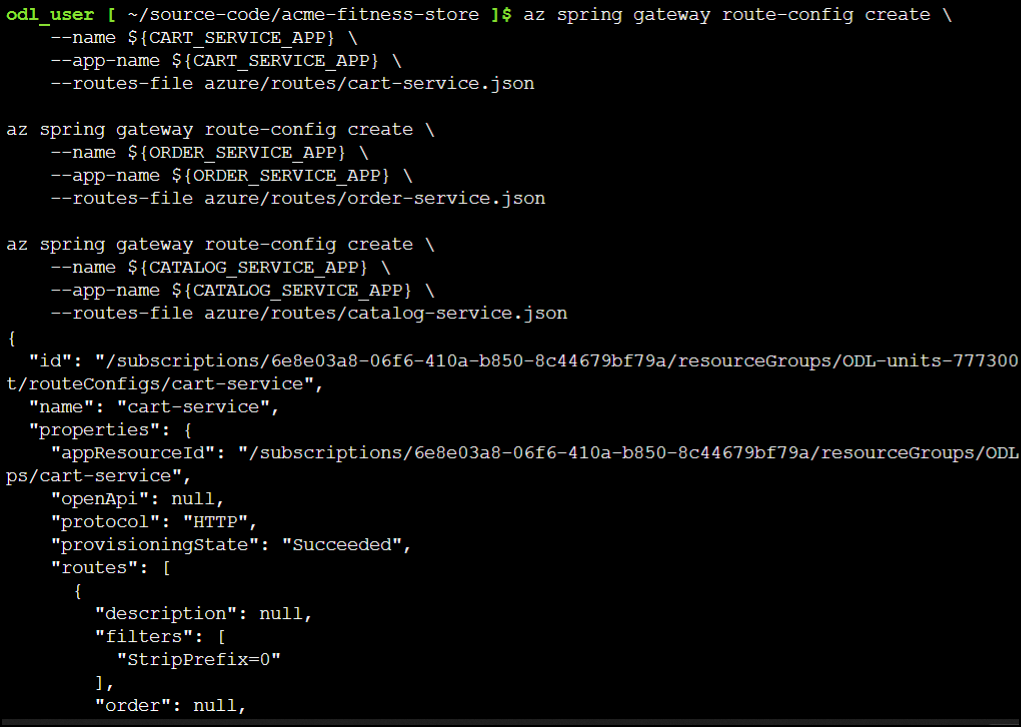 odl_user [ ~/source-code/acme-fitness-store ]$ az spring gateway route-config create \
    --name ${CART_SERVICE_APP} \
    --app-name ${CART_SERVICE_APP} \
    --routes-file azure/routes/cart-service.json

az spring gateway route-config create \
    --name ${ORDER_SERVICE_APP} \
    --app-name ${ORDER_SERVICE_APP} \
    --routes-file azure/routes/order-service.json

az spring gateway route-config create \
    --name ${CATALOG_SERVICE_APP} \
    --app-name ${CATALOG_SERVICE_APP} \
    --routes-file azure/routes/catalog-service.json
{
  "id": "/subscriptions/6e8e03a8-06f6-410a-b850-8c44679bf79a/resourceGroups/ODL-units-777300
t/routeConfigs/cart-service",
  "name": "cart-service",
  "properties": {
    "appResourceId": "/subscriptions/6e8e03a8-06f6-410a-b850-8c44679bf79a/resourceGroups/ODL
ps/cart-service",
    "openApi": null,
    "protocol": "HTTP",
    "provisioningState": "Succeeded",
    "routes": [
      {
        "description": null,
        "filters": [
          "StripPrefix=0"
        ],
        "order": null,